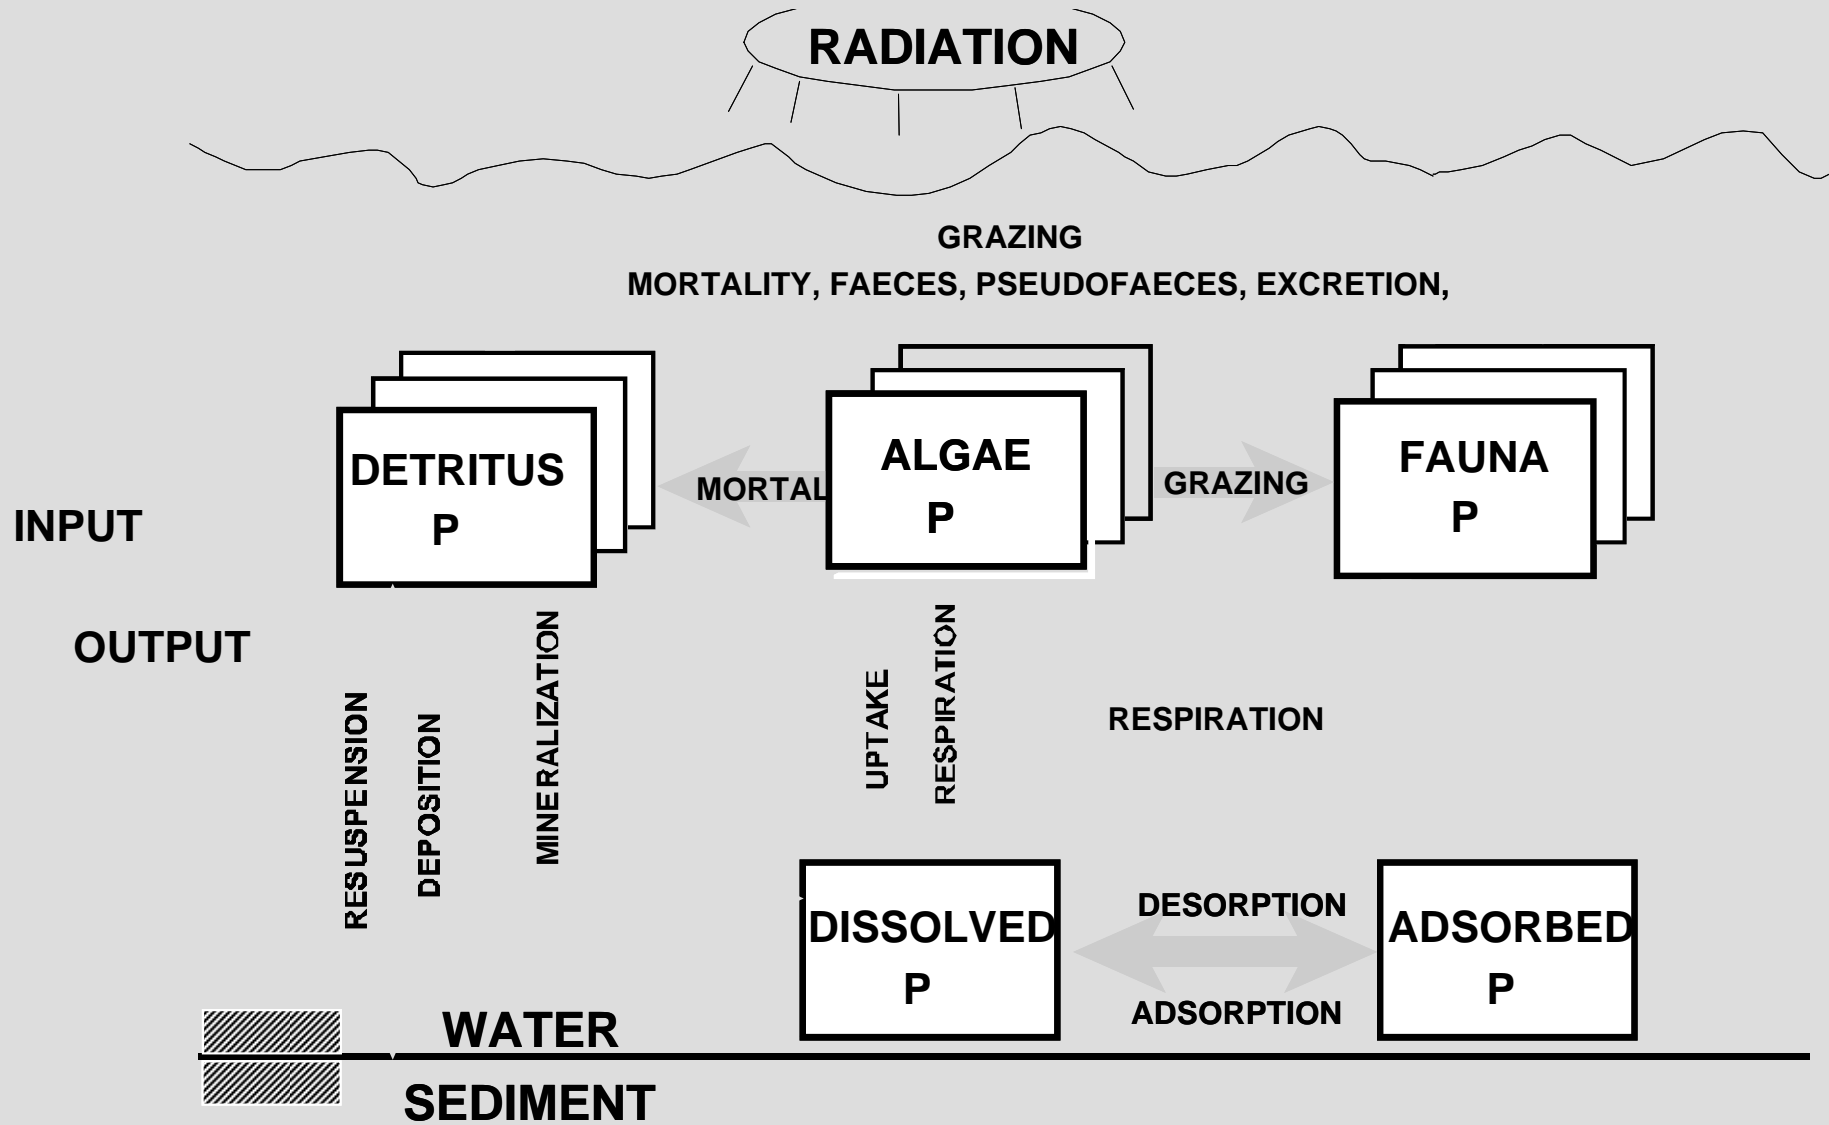 RADIATION
GRAZING
MORTALITY, FAECES, PSEUDOFAECES, EXCRETION,
DETRITUS
P
MORTAL
ALGAE
P
GRAZING
FAUNA
P
INPUT
OUTPUT
RESUSPENSION
DEPOSITION
MINERALIZATION
UPTAKE
RESPIRATION
RESPIRATION
DISSOLVED
P
DESORPTION
ADSORPTION
ADSORBED
P
WATER
SEDIMENT